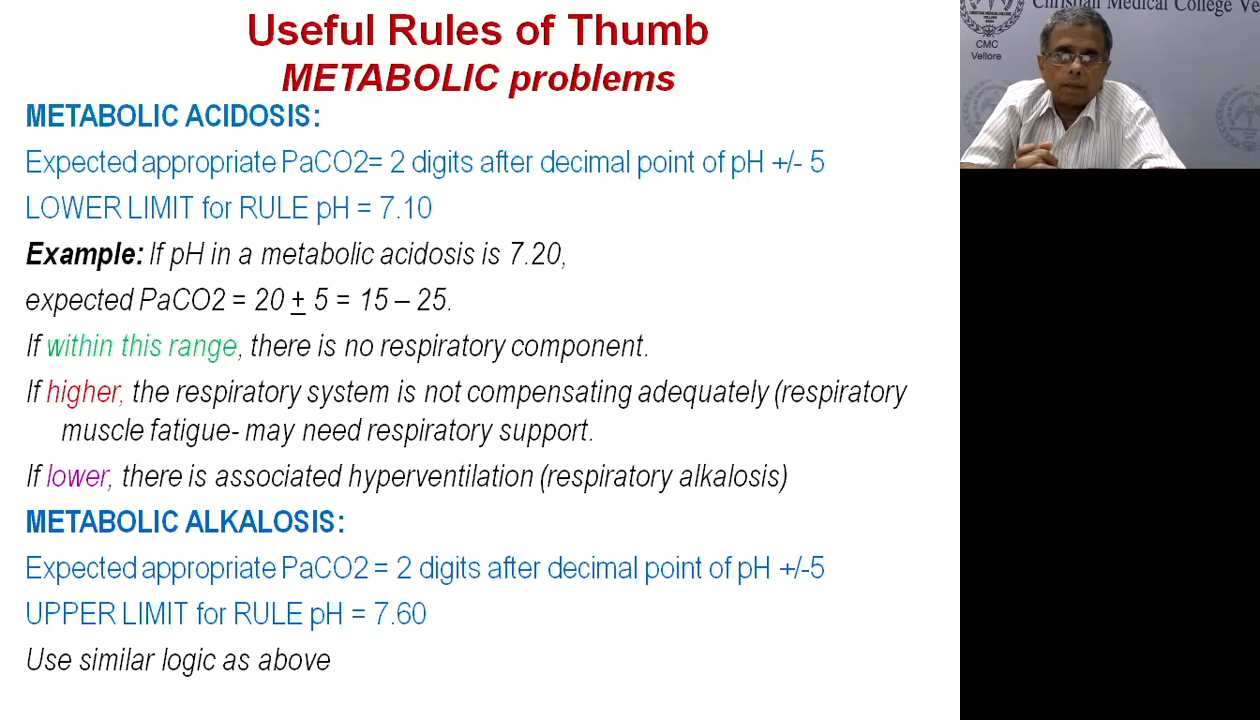 Useful Rules of Thumb
METABOLIC problems
METABOLIC ACIDOSIS:
Expected appropriate PaCO2= 2 digits after decimal point of pH +/- 5
LOWER LIMIT for RULE pH = 7.10
Example: If pH in a metabolic acidosis is 7.20,
expected PaCO2 = 20 ± 5 = 15 – 25.
If within this range, there is no respiratory component.
If higher, the respiratory system is not compensating adequately (respiratory
muscle fatigue- may need respiratory support.
If lower, there is associated hyperventilation (respiratory alkalosis)
METABOLIC ALKALOSIS:
Expected appropriate PaCO2 = 2 digits after decimal point of pH +/-5
UPPER LIMIT for RULE pH = 7.60
Use similar logic as above
Christian Medical College Ve
CMC
Vellore